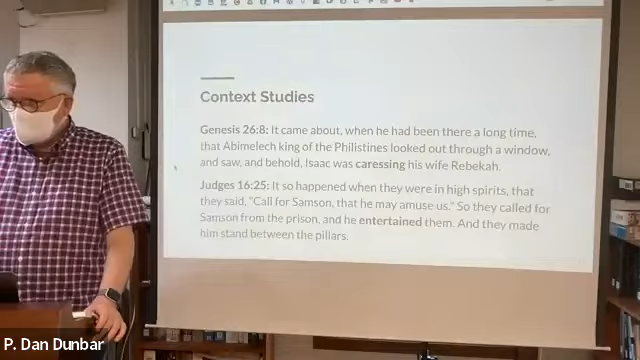 Context Studies
Genesis 26:8: It came about, when he had been there a long time,
that Abimelech king of the Philistines looked out through a window,
and saw, and behold, Isaac was caressing his wife Rebekah.
Judges 16:25: It so happened when they were in high spirits, that
they said, "Call for Samson, that he may amuse us." So they called for
Samson from the prison, and he entertained them. And they made
him stand between the pillars.
P. Dan Dunbar